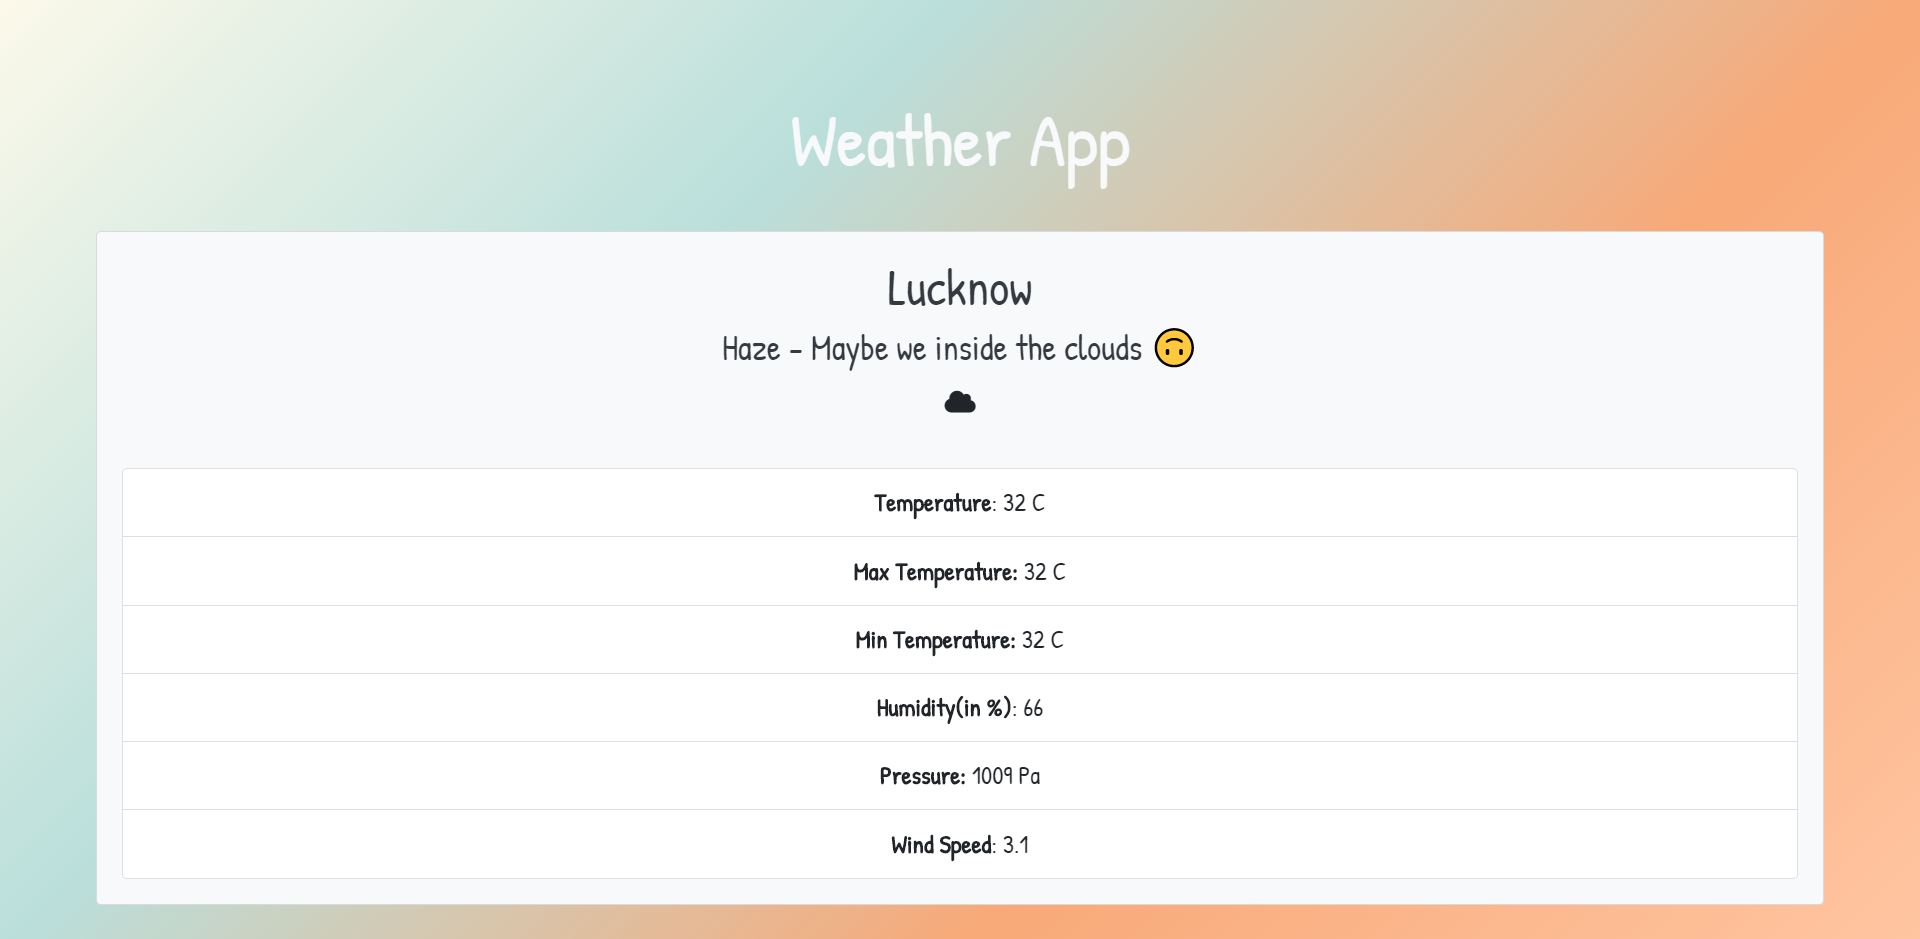 Weather App
Lucknow
Haze - Maybe we inside the clouds 🙃
Temperature: 32 C
Max Temperature: 32 C
Min Temperature: 32 C
Humidity(in %): 66
Pressure: 1009 Pa
Wind Speed: 3.1